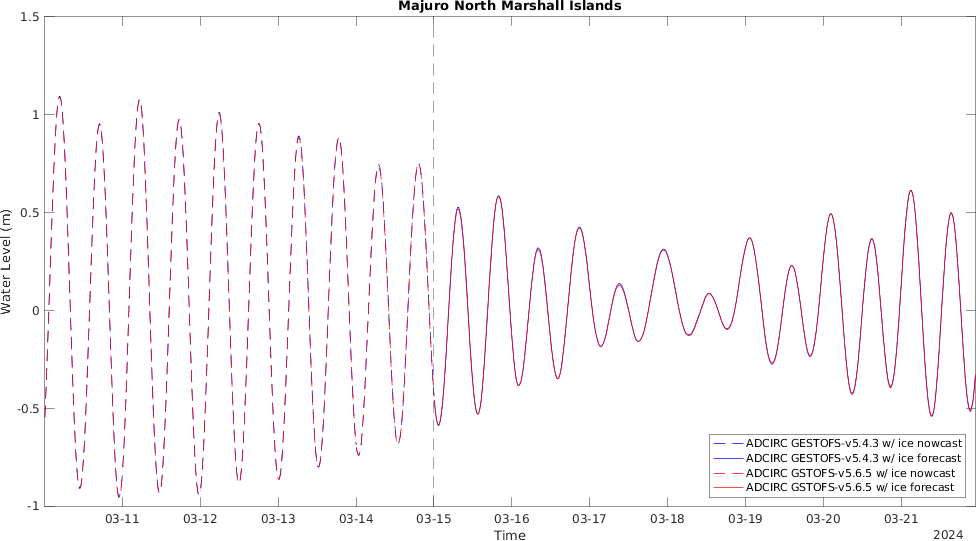 Majuro North Marshall Islands
1.5
1
0.5
0
-0.5
-1
Water Level (m)
03-11 03-12 03-13 03-14 03-15 03-16 03-17 03-18 03-19 03-20 03-21
Time
2024
ADCIRC GESTOFS-v5.4.3 w/ ice nowcast
ADCIRC GESTOFS-v5.4.3 w/ ice forecast
ADCIRC GSTOFS-v5.6.5 w/ ice nowcast
ADCIRC GSTOFS-v5.6.5 w/ ice forecast